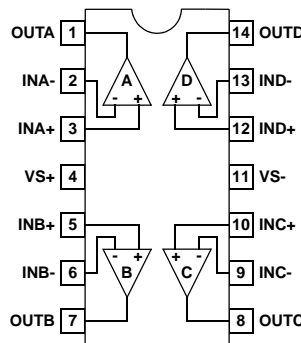 OUTA 1 14 OUTD
INA- 2 A D 13 IND-
- + + -
INA+ 3 12 IND+
VS+ 4 11 VS-
INB+ 5 10 INC+
- + + -
INB- 6 B C 9 INC-
OUTB 7 8 OUTC